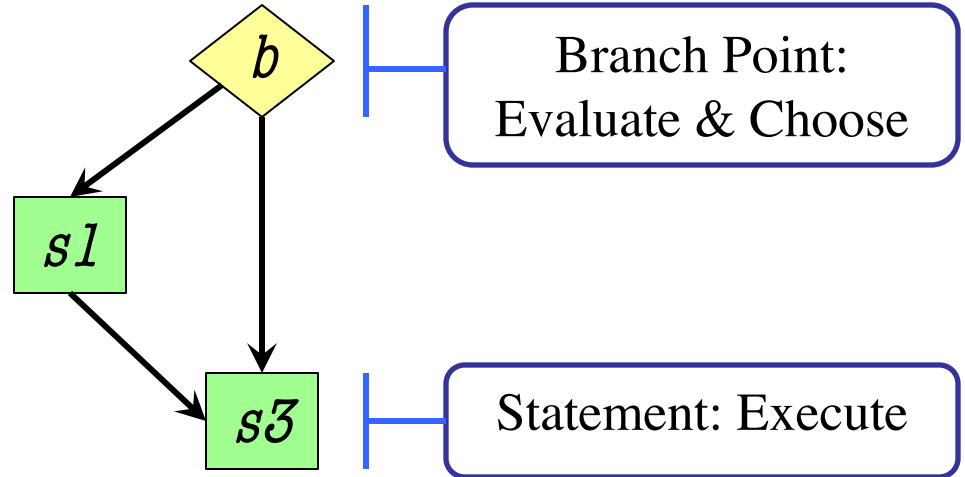 b
Branch Point:
Evaluate & Choose
s1
s3
Statement: Execute